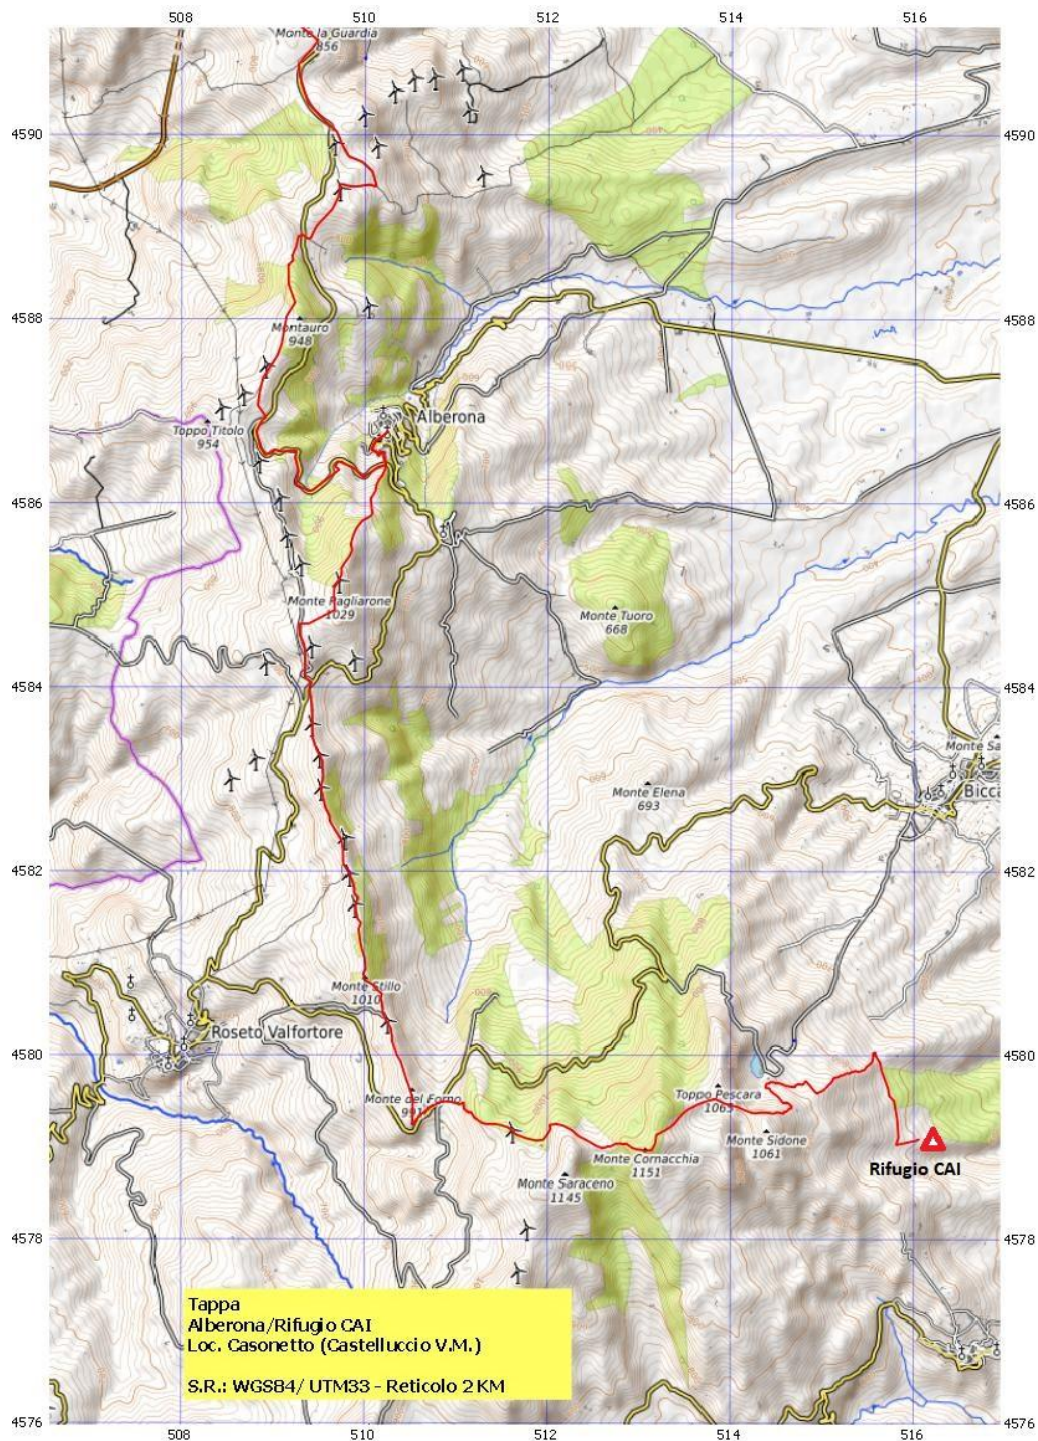 508 510 512 514 516
Monte la Guardia
856
4590 4590
4588 4588
Montauro
948
Alberona
Toppo Titolo
954
4586 4586
Monte Pagliarone
1029
Monte Tuoro
668
4584 4584
Monte Sa
Bicca
Monte Elena
693
4582 4582
Monte Stillo
1010
Roseto Valfortore
4580 4580
Monte del Forno
991
Toppo Pescara
1063
Monte Sidone
1061
Rifugio CAI
Monte Cornacchia
1151
Monte Saraceno
1145
4578 4578
Tappa
Alberona/Rifugio CAI
Loc. Casonetto (Castelluccio V.M.)
S.R.: WGS84/ UTM33 - Reticolo 2 KM
4576 4576
508 510 512 514 516